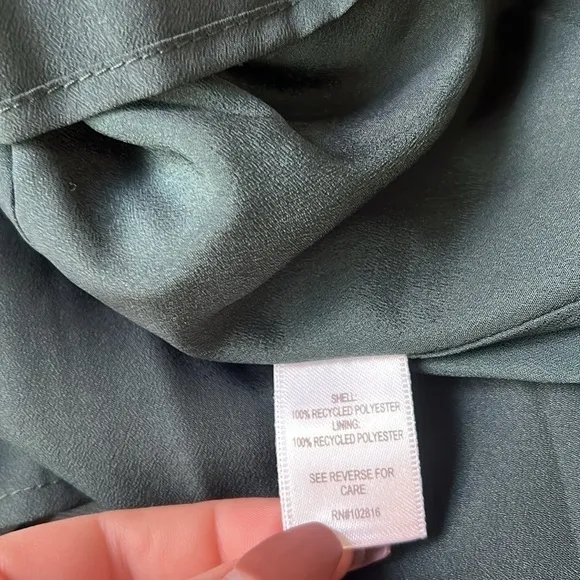 SHELL:
100% RECYCLED POLYESTER
LINING:
100% RECYCLED POLYESTER
SEE REVERSE FOR
CARE
RN#102816